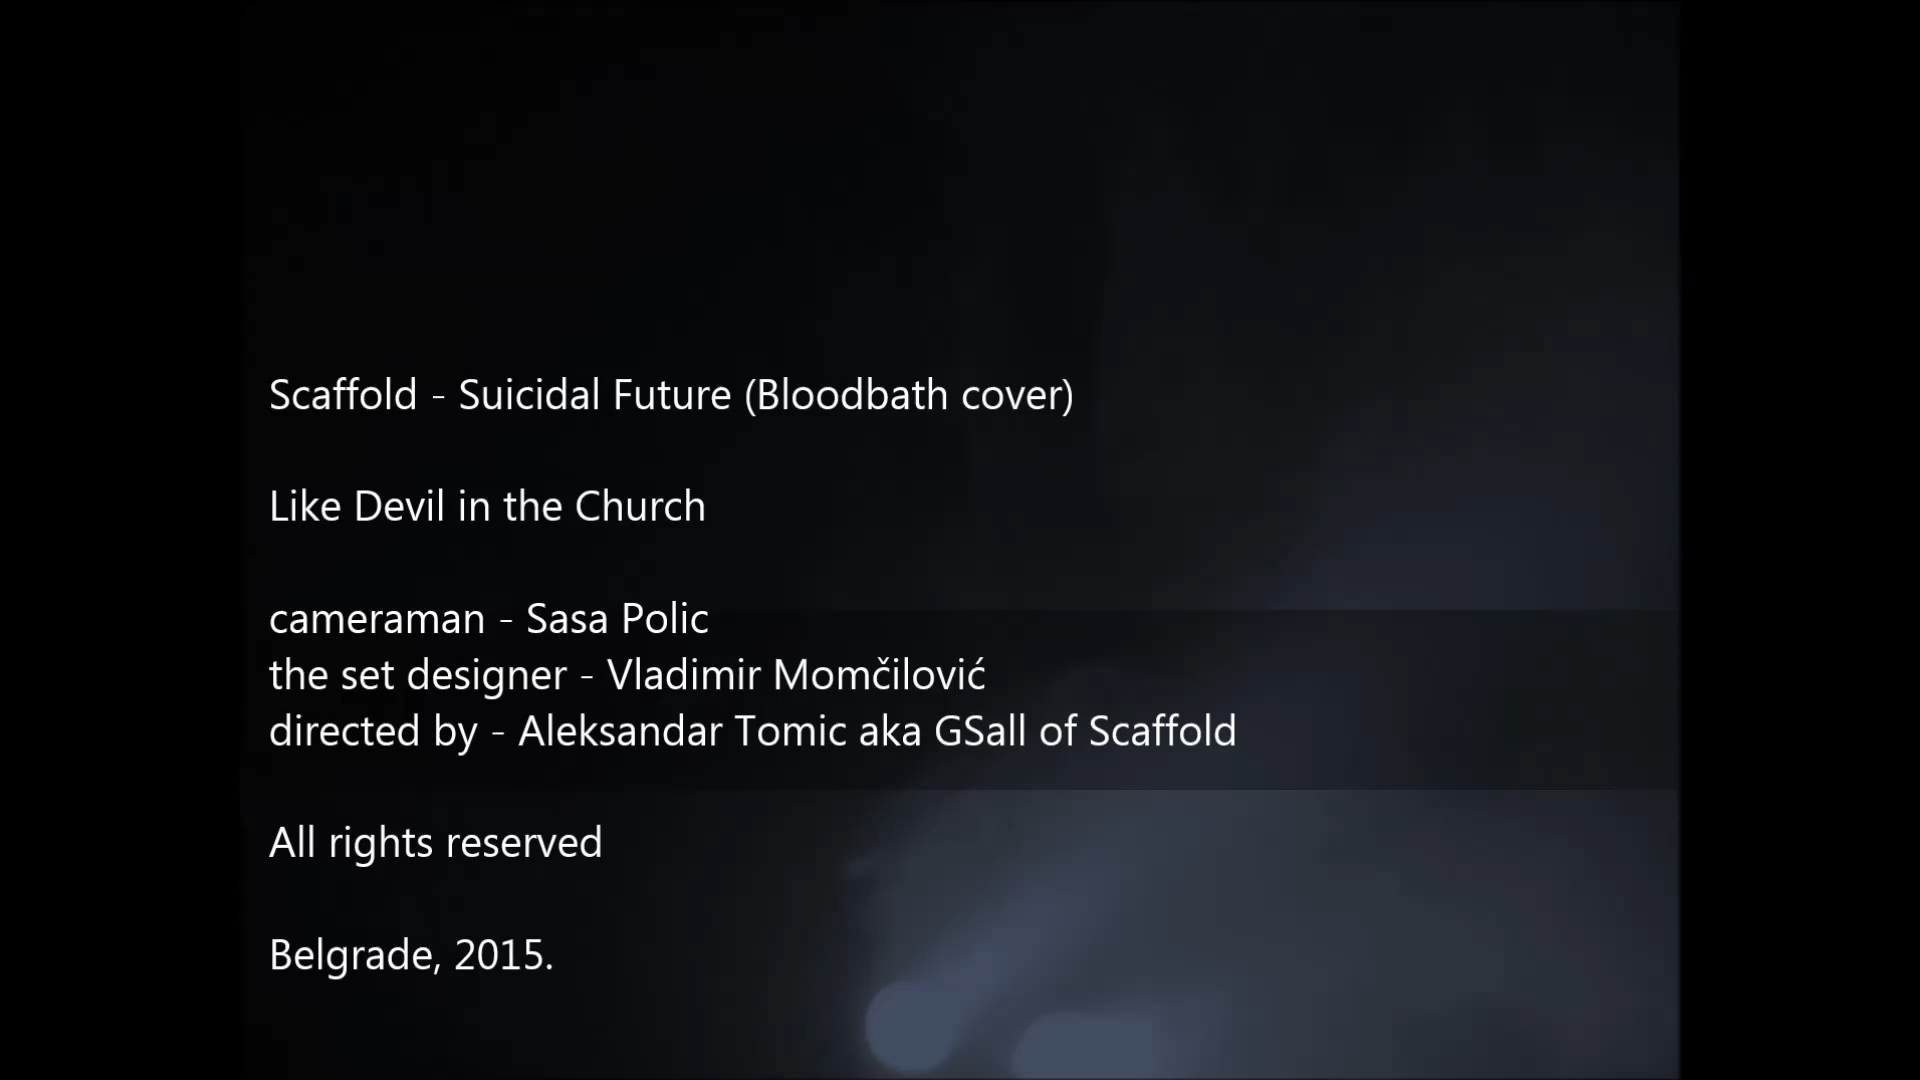 Scaffold - Suicidal Future (Bloodbath cover)
Like Devil in the Church
cameraman - Sasa Polic
the set designer - Vladimir Momčilović
directed by - Aleksandar Tomic aka GSall of Scaffold
All rights reserved
Belgrade, 2015.